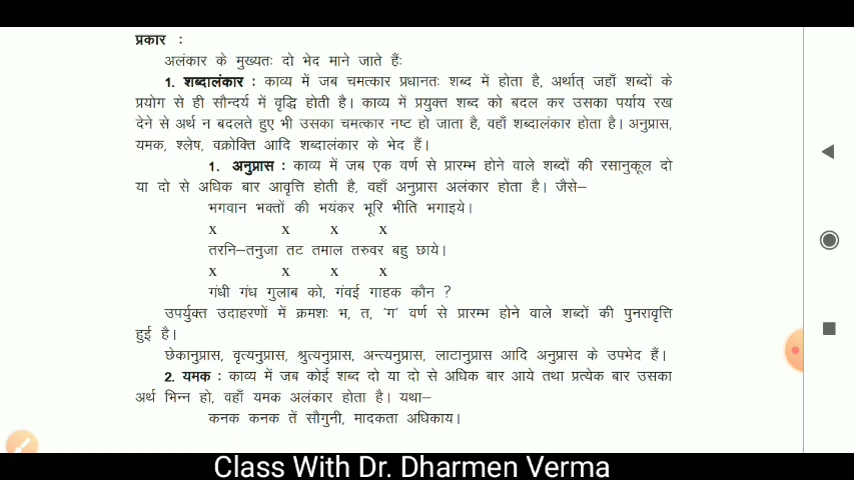 प्रकार :
अलंकार के मुख्यतः दो भेद माने जाते हैंः
1. शब्दालंकार : काव्य में जब चमत्कार प्रधानतः शब्द में होता है, अर्थात् जहाँ शब्दों के
प्रयोग से ही सौन्दर्य में वृद्धि होती है। काव्य में प्रयुक्त शब्द को बदल कर उसका पर्याय रख
देने से अर्थ न बदलते हुए भी उसका चमत्कार नष्ट हो जाता है, वहाँ शब्दालंकार होता है। अनुप्रास,
यमक, श्लेष, वक्रोक्ति आदि शब्दालंकार के भेद हैं।
1. अनुप्रास : काव्य में जब एक वर्ण से प्रारम्भ होने वाले शब्दों की रसानुकूल दो
या दो से अधिक बार आवृत्ति होती है, वहाँ अनुप्रास अलंकार होता है। जैसे–
भगवान भक्तों की भयंकर भूरि भीति भगाइये।
x x x x
तरनि–तनुजा तट तमाल तरुवर बहु छाये।
x x x x
गंधी गंध गुलाब को, गंवई गाहक कौन ?
उपर्युक्त उदाहरणों में क्रमशः भ, त, 'ग' वर्ण से प्रारम्भ होने वाले शब्दों की पुनरावृत्ति
हुई है।
छेकानुप्रास, वृत्यनुप्रास, श्रुत्यनुप्रास, अन्त्यनुप्रास, लाटानुप्रास आदि अनुप्रास के उपभेद हैं।
2. यमक : काव्य में जब कोई शब्द दो या दो से अधिक बार आये तथा प्रत्येक बार उसका
अर्थ भिन्न हो, वहाँ यमक अलंकार होता है। यथा–
कनक कनक तें सौगुनी, मादकता अधिकाय।
Class With Dr. Dharmen Verma